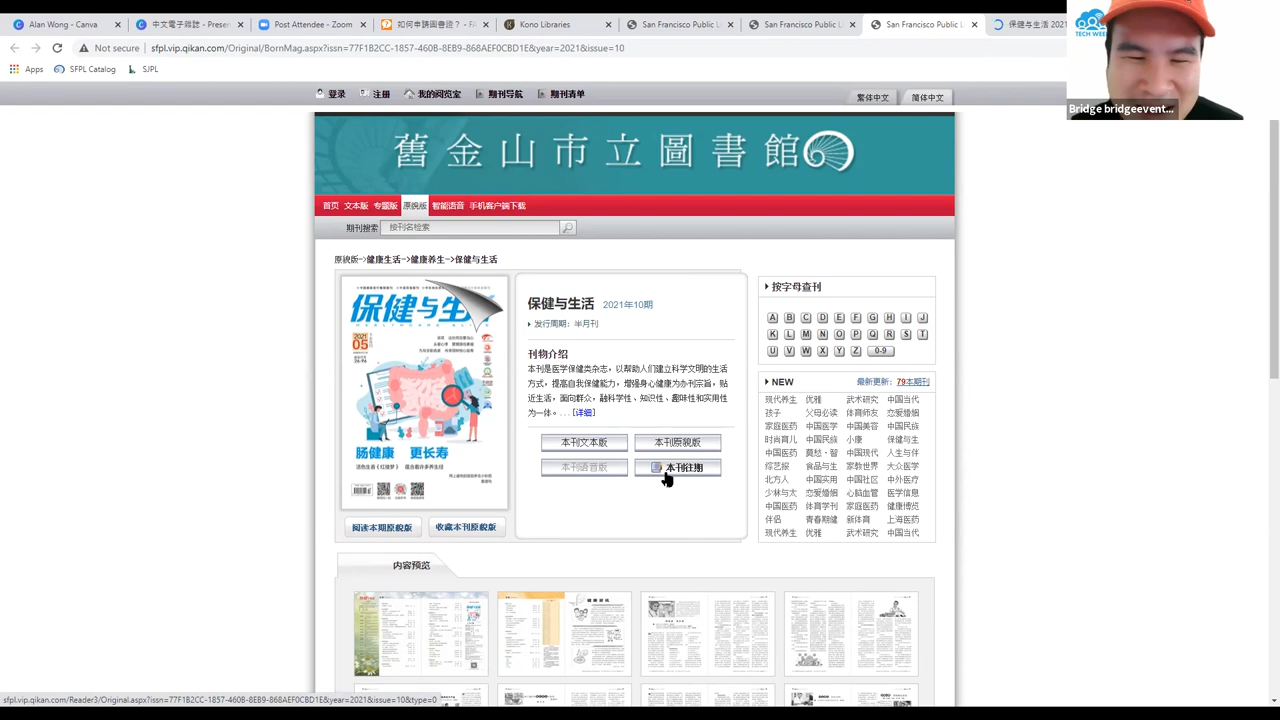 Alan Wong - Canva
中文電子雜誌 - Presen
Post Attendee - Zoom
如何申請圖書證？ - FA
Kono Libraries
San Francisco Public Li
San Francisco Public Li
San Francisco Public Li
保健与生活 2021
Not secure
sfpl.vip.qikan.com/Original/BornMag.aspx?issn=77F1B2CC-1857-460B-8EB9-868AEF0CBD1E&year=2021&issue=10
Apps
SFPL Catalog
SJPL
TECH WEE
Bridge bridgeevent...
登录 注册 我的阅览室 期刊导航 期刊清单
繁体中文 简体中文
舊金山市立圖書館
首页 文本版 专题版 原貌版 智能语音 手机客户端下载
期刊搜索 按刊名检索
原貌版->健康生活->健康养生->保健与生活
保健与生
2021
05
肠健康 更长寿
阅读本期原貌版 收藏本刊原貌版
保健与生活 2021年10期
发行周期：半月刊
刊物介绍
本刊是医学保健类杂志，以帮助人们建立科学文明的生活
方式，提高自我保健能力，增强身心健康为办刊宗旨，贴
近生活，面向群众，融科学性、知识性、趣味性和实用性
为一体。...[详细]
本刊文本版 本刊原貌版
本刊语音版 本刊往期
按字母查刊
A B C D E F G H I J
K L M N O P Q R S T
U V W X Y Z 0-9
NEW 最新更新：79本期刊
现代养生 优雅 武术研究 中国当代
孩子 父母必读 体育师友 恋爱婚姻
家庭医药 中国医学 中国美容 中国民族
时尚育儿 中国民族 小康 保健与生
中国医药 莫愁·智 中国现代 人生与伴
综艺报 食品与生 家教世界 大众医学
北方人 中国实用 中国社区 中外医疗
少林与太 恋爱婚姻 心脑血管 医学信息
中国医药 体育学刊 家庭医药 健康博览
伴侣 青春期健 新体育 上海医药
现代养生 优雅 武术研究 中国当代
内容预览
sfpl.vip.qikan.com/Reader3/Original.aspx?issn=77F1B2CC-1857-460B-8EB9-868AEF0CBD1E&year=2021&issue=10&type=0